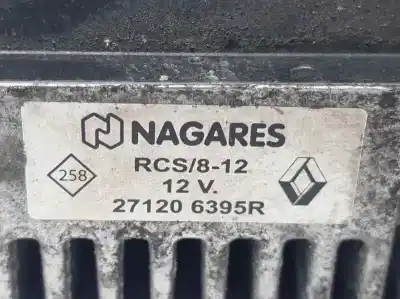 NAGARES
RCS/8-12
258
12 V.
27120 6395R